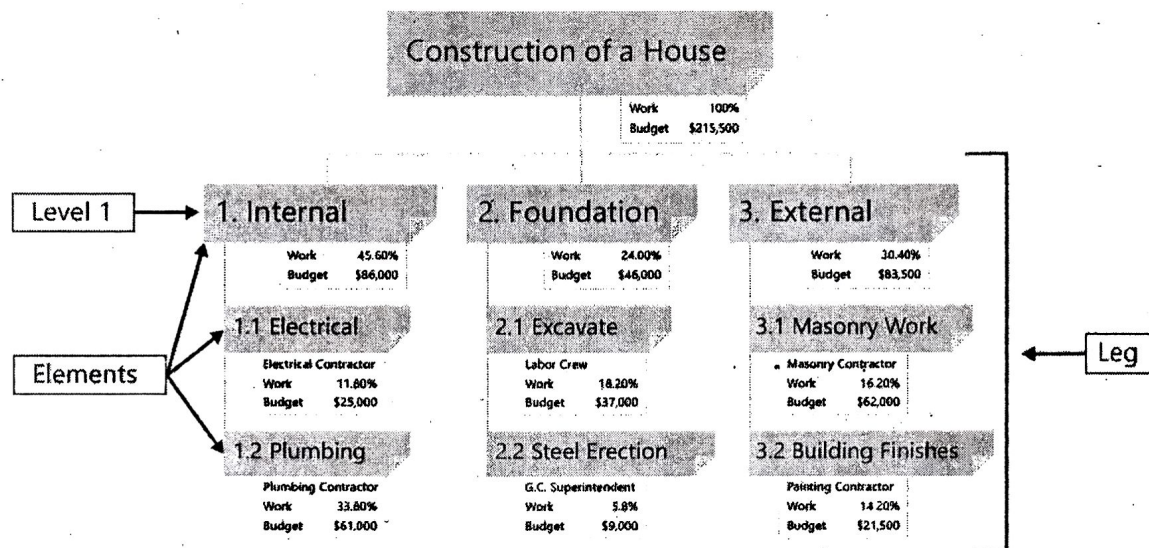 Construction of a House
Work 100%
Budget $215,500
Level 1
1. Internal
2. Foundation
3. External
Work 45.60%
Budget $86,000
Work 24.00%
Budget $46,000
Work 30.40%
Budget $83,500
1.1 Electrical
2.1 Excavate
3.1 Masonry Work
Leg
Elements
Electrical Contractor
Work 11.80%
Budget $25,000
Labor Crew
Work 18.20%
Budget $37,000
Masonry Contractor
Work 16.20%
Budget $62,000
1.2 Plumbing
2.2 Steel Erection
3.2 Building Finishes
Plumbing Contractor
Work 33.80%
Budget $61,000
G.C. Superintendent
Work 5.8%
Budget $9,000
Painting Contractor
Work 14.20%
Budget $21,500